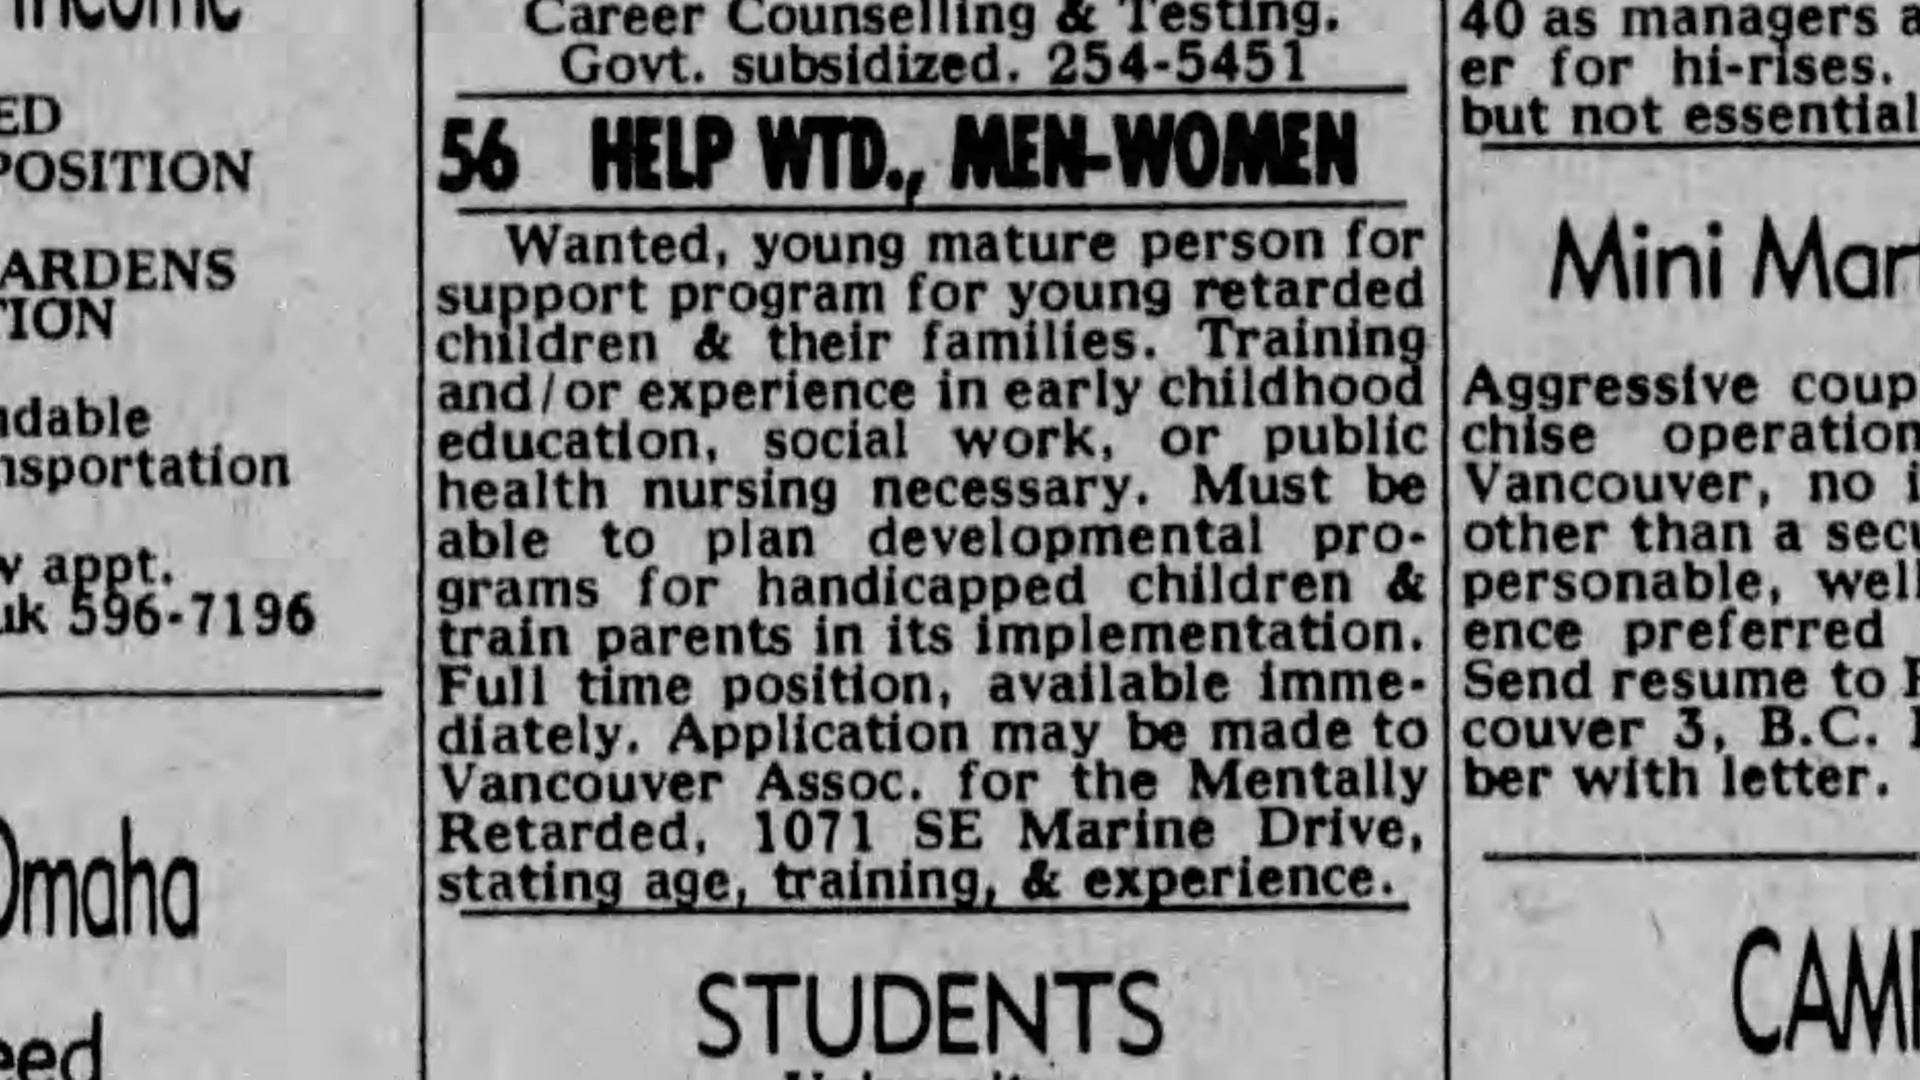 ED
POSITION
ARDENS
TION
dable
nsportation
appt.
uk 596-7196
Omaha
eed
Career Counselling & Testing.
Govt. subsidized. 254-5451
56 HELP WTD., MEN-WOMEN
Wanted, young mature person for
support program for young retarded
children & their families. Training
and/or experience in early childhood
education, social work, or public
health nursing necessary. Must be
able to plan developmental pro-
grams for handicapped children &
train parents in its implementation.
Full time position, available imme-
diately. Application may be made to
Vancouver Assoc. for the Mentally
Retarded, 1071 SE Marine Drive,
stating age, training, & experience.
STUDENTS
40 as managers a
er for hi-rises.
but not essential
Mini Mar
Aggressive coup
chise operation
Vancouver, no i
other than a secu
personable, well
ence preferred
Send resume to
couver 3, B.C.
ber with letter.
CAM